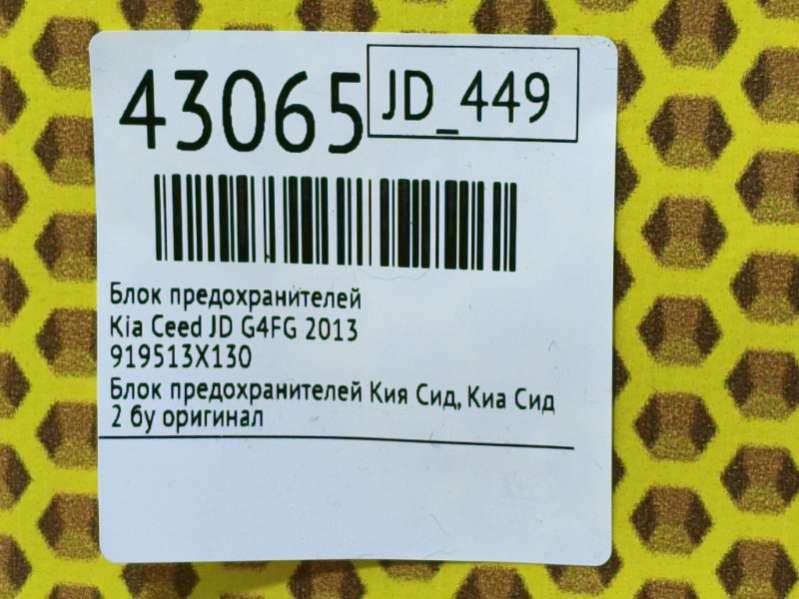 43065
JD_449
Блок предохранителей
Kia Ceed JD G4FG 2013
919513X130
Блок предохранителей Кия Сид, Киа Сид
2 бу оригинал